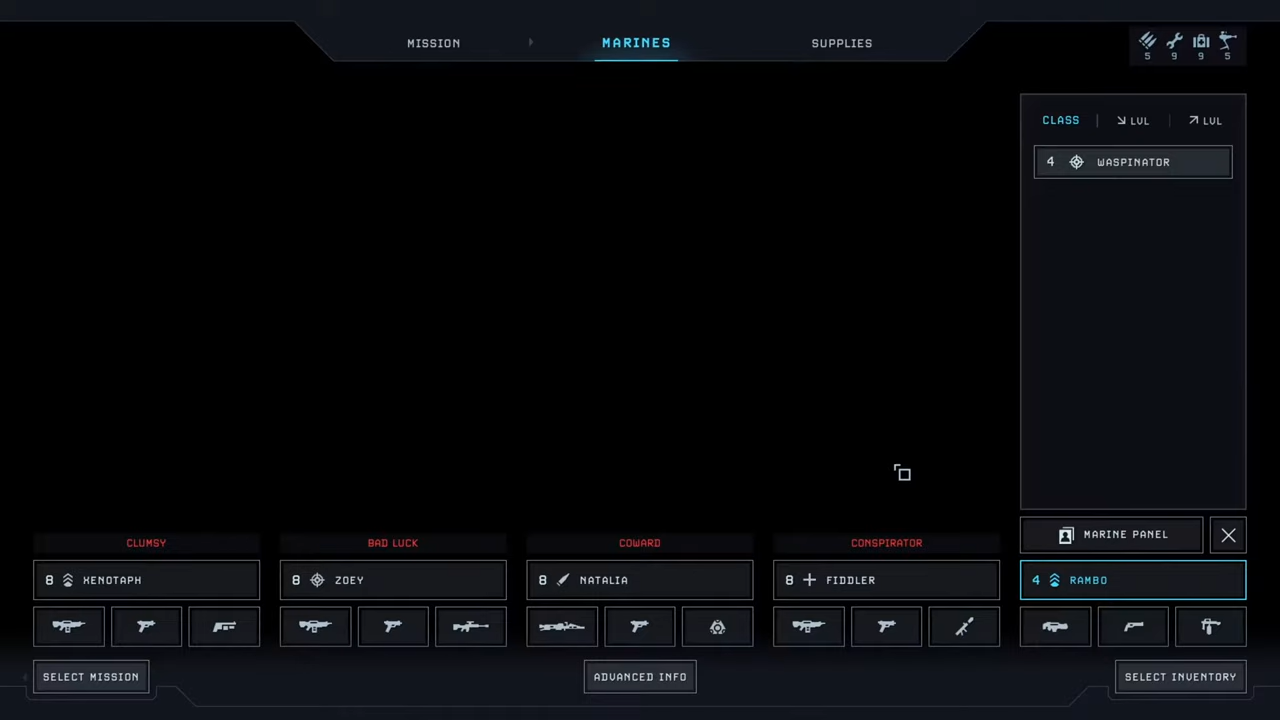 MISSION
MARINES
SUPPLIES
5 9 9 5
CLASS | LVL | LVL
4 WASPINATOR
MARINE PANEL
CLUMSY
BAD LUCK
COWARD
CONSPIRATOR
8 XENOTAPH
8 ZOEY
8 NATALIA
8 FIDDLER
4 RAMBO
SELECT MISSION
ADVANCED INFO
SELECT INVENTORY